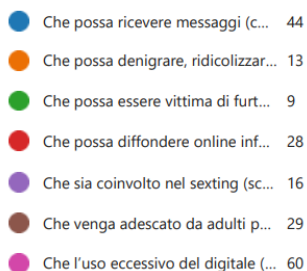 Che possa ricevere messaggi (c... 44
Che possa denigrare, ridicolizzar... 13
Che possa essere vittima di furt... 9
Che possa diffondere online inf... 28
Che sia coinvolto nel sexting (sc... 16
Che venga adescato da adulti p... 29
Che l'uso eccessivo del digitale (... 60